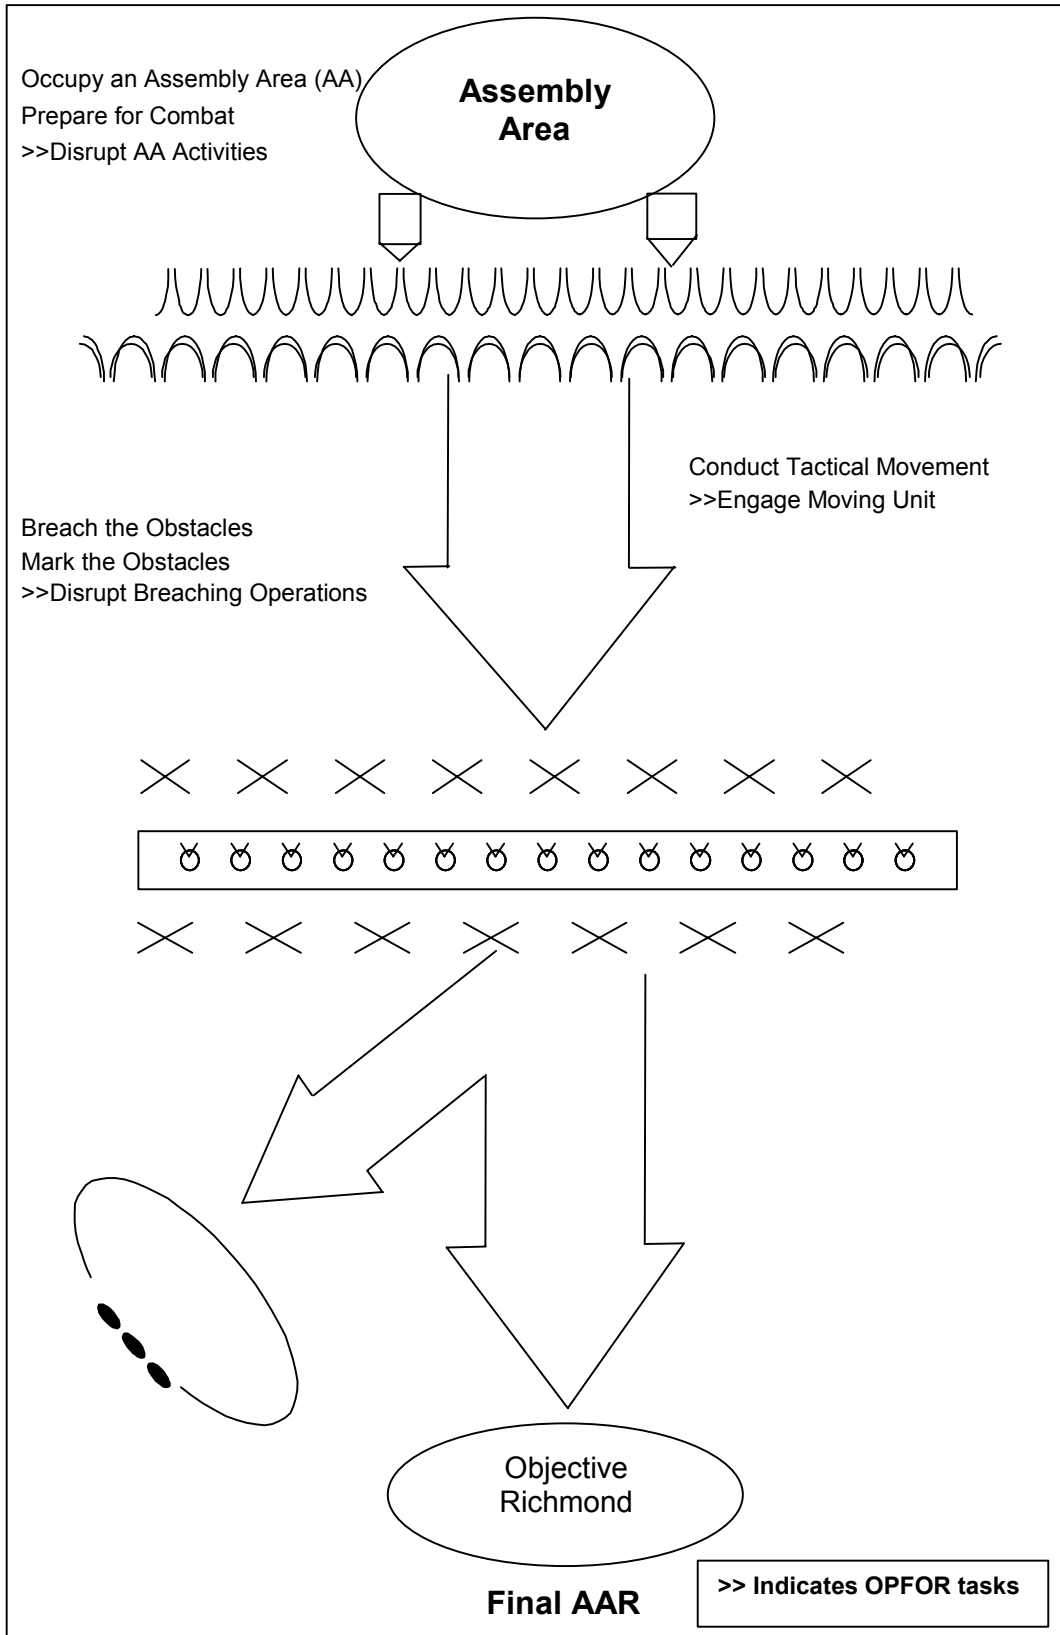 Occupy an Assembly Area (AA)
Prepare for Combat
>>Disrupt AA Activities
Assembly
Area
Conduct Tactical Movement
>>Engage Moving Unit
Breach the Obstacles
Mark the Obstacles
>>Disrupt Breaching Operations
Objective
Richmond
Final AAR
>> Indicates OPFOR tasks